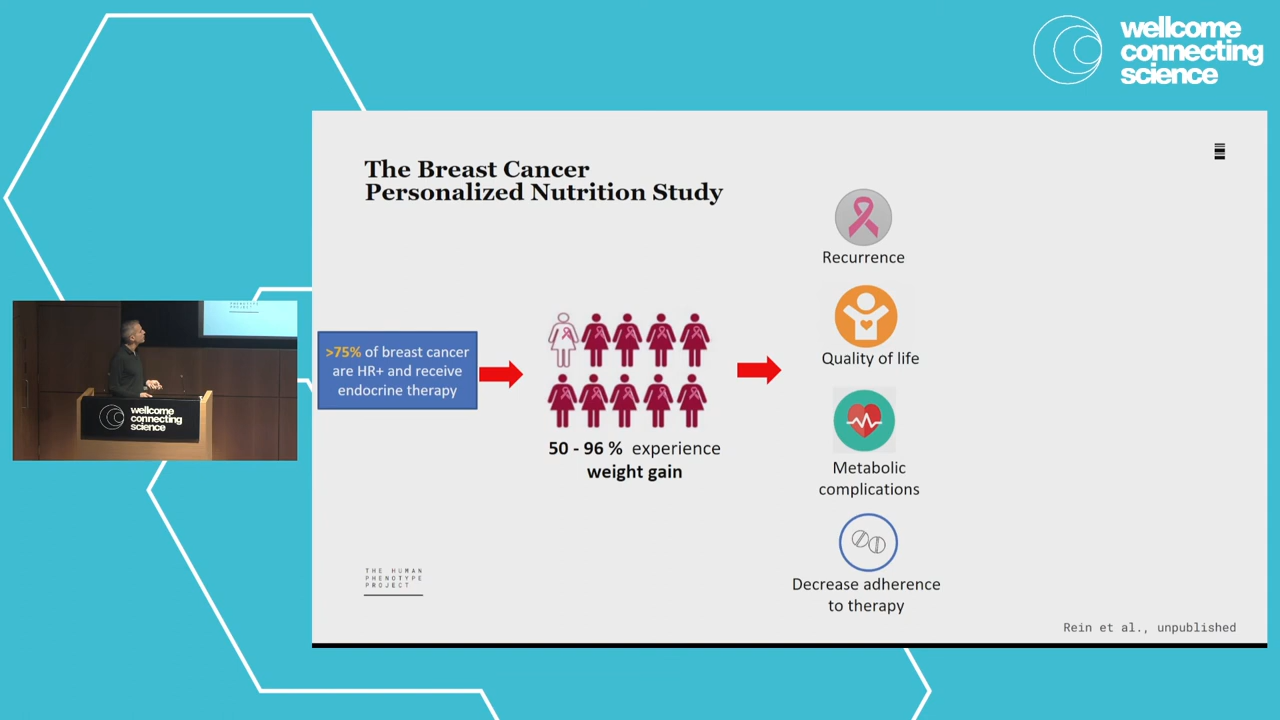 wellcome
connecting
science
The Breast Cancer
Personalized Nutrition Study
Recurrence
Quality of life
>75% of breast cancer
are HR+ and receive
endocrine therapy
50 - 96 % experience
weight gain
Metabolic
complications
Decrease adherence
to therapy
THE HUMAN
PHENOTYPE
PROJECT
Rein et al., unpublished
wellcome
connecting
science